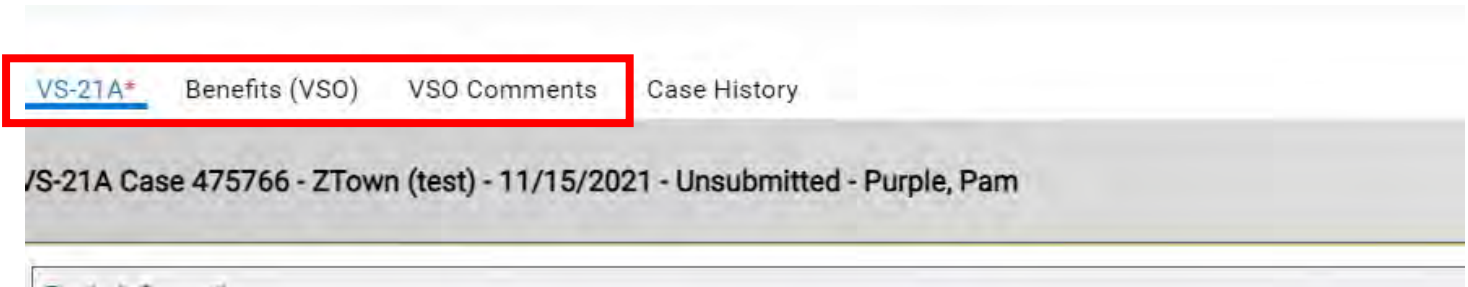 VS-21A* Benefits (VSO) VSO Comments Case History
/S-21A Case 475766 - ZTown (test) - 11/15/2021 - Unsubmitted - Purple, Pam